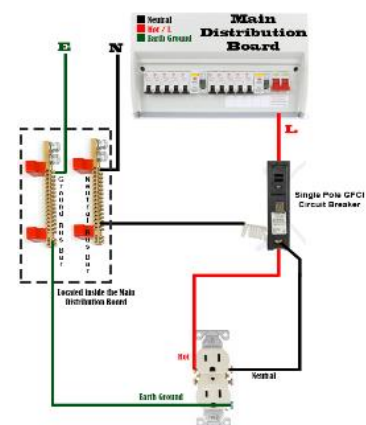 Neutral
Hot / L
Earth Ground
Main
Distribution
Board
E
N
L
Ground Bus Bar
Neutral Bus Bar
Single Pole GFCI
Circuit Breaker
Located Inside the Main
Distribution Board
Hot
Neutral
Earth Ground